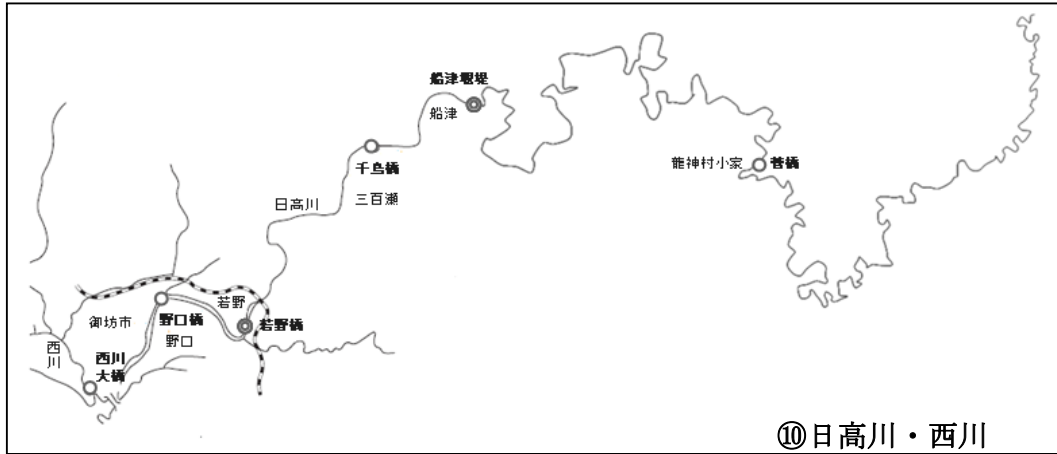 船津堰堤
船津
千鳥橋
龍神村小家
菅橋
日高川
三百瀬
若野
御坊市
野口橋
若野橋
野口
西川
西川
大橋
⑩日高川・西川